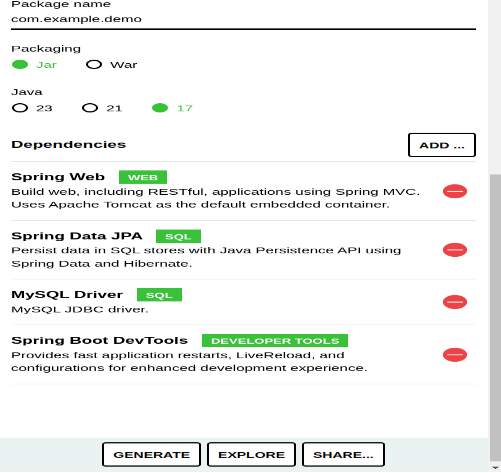 Package name
com.example.demo
Packaging
Jar War
Java
23 21 17
Dependencies ADD ...
Spring Web WEB
Build web, including RESTful, applications using Spring MVC.
Uses Apache Tomcat as the default embedded container.
Spring Data JPA SQL
Persist data in SQL stores with Java Persistence API using
Spring Data and Hibernate.
MySQL Driver SQL
MySQL JDBC driver.
Spring Boot DevTools DEVELOPER TOOLS
Provides fast application restarts, LiveReload, and
configurations for enhanced development experience.
GENERATE EXPLORE SHARE...